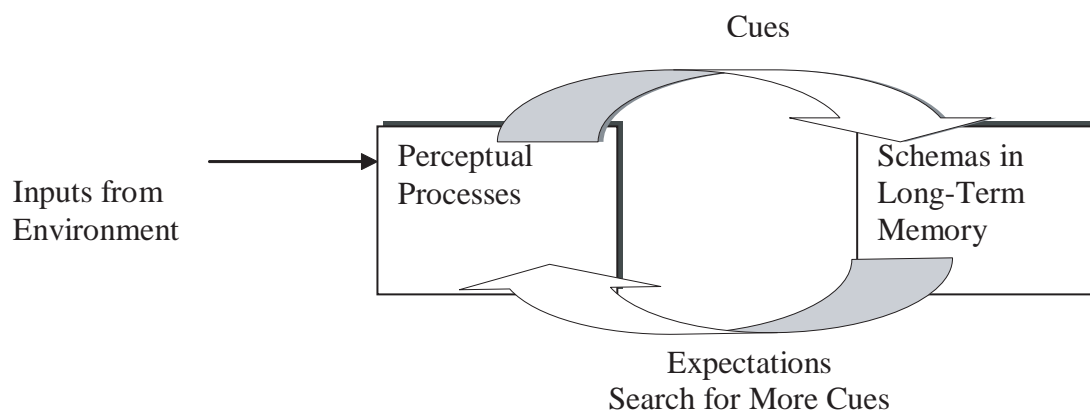 Cues
Perceptual
Processes
Schemas in
Long-Term
Memory
Inputs from
Environment
Expectations
Search for More Cues